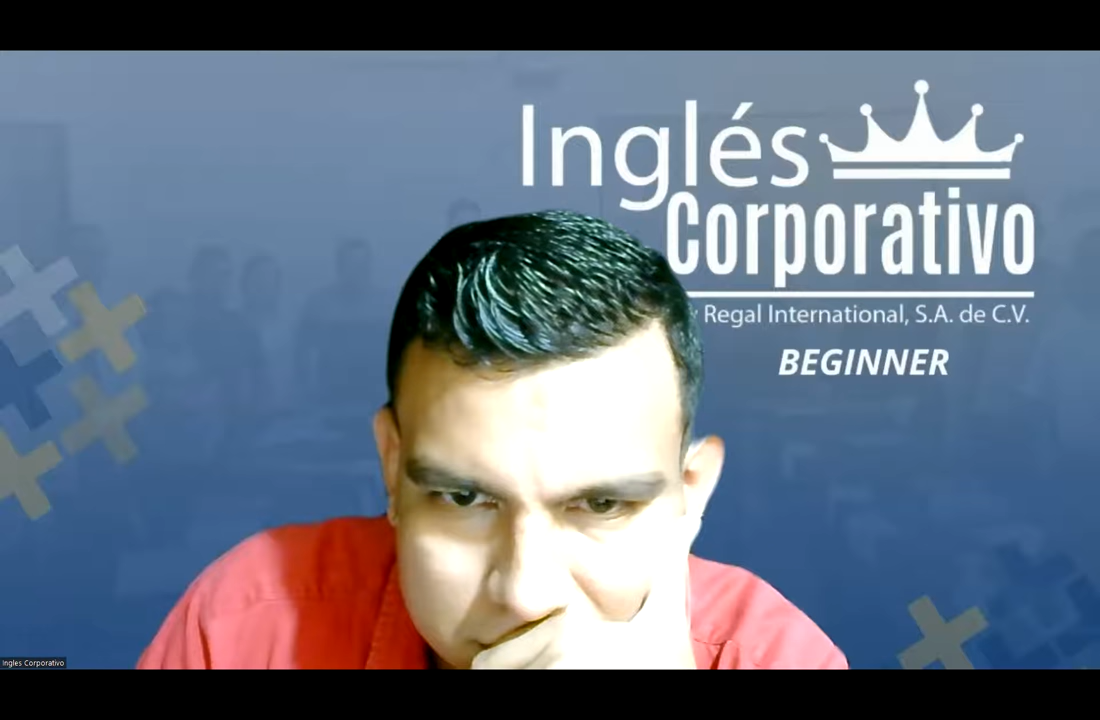 Inglés
Corporativo
Regal International, S.A. de C.V.
BEGINNER
Ingles Corporativo